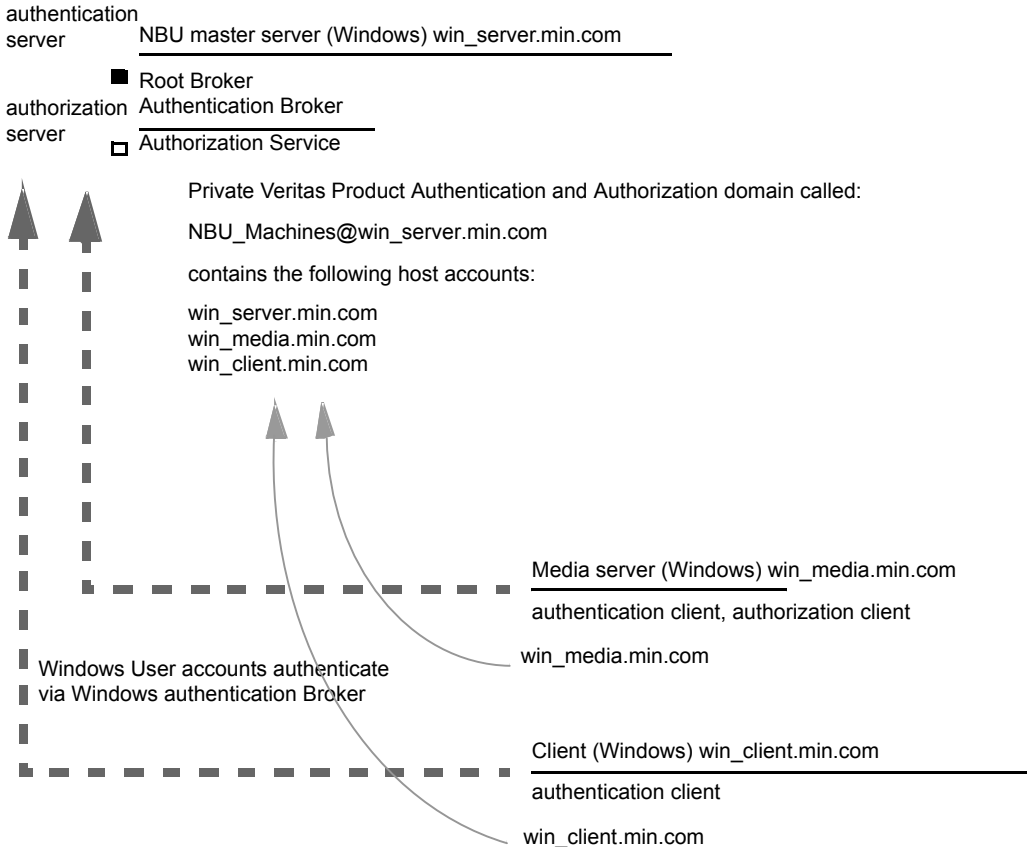 authentication
server
NBU master server (Windows) win_server.min.com
Root Broker
authorization
server
Authentication Broker
Authorization Service
Private Veritas Product Authentication and Authorization domain called:
NBU_Machines@win_server.min.com
contains the following host accounts:
win_server.min.com
win_media.min.com
win_client.min.com
Media server (Windows) win_media.min.com
authentication client, authorization client
win_media.min.com
Windows User accounts authenticate
via Windows authentication Broker
Client (Windows) win_client.min.com
authentication client
win_client.min.com